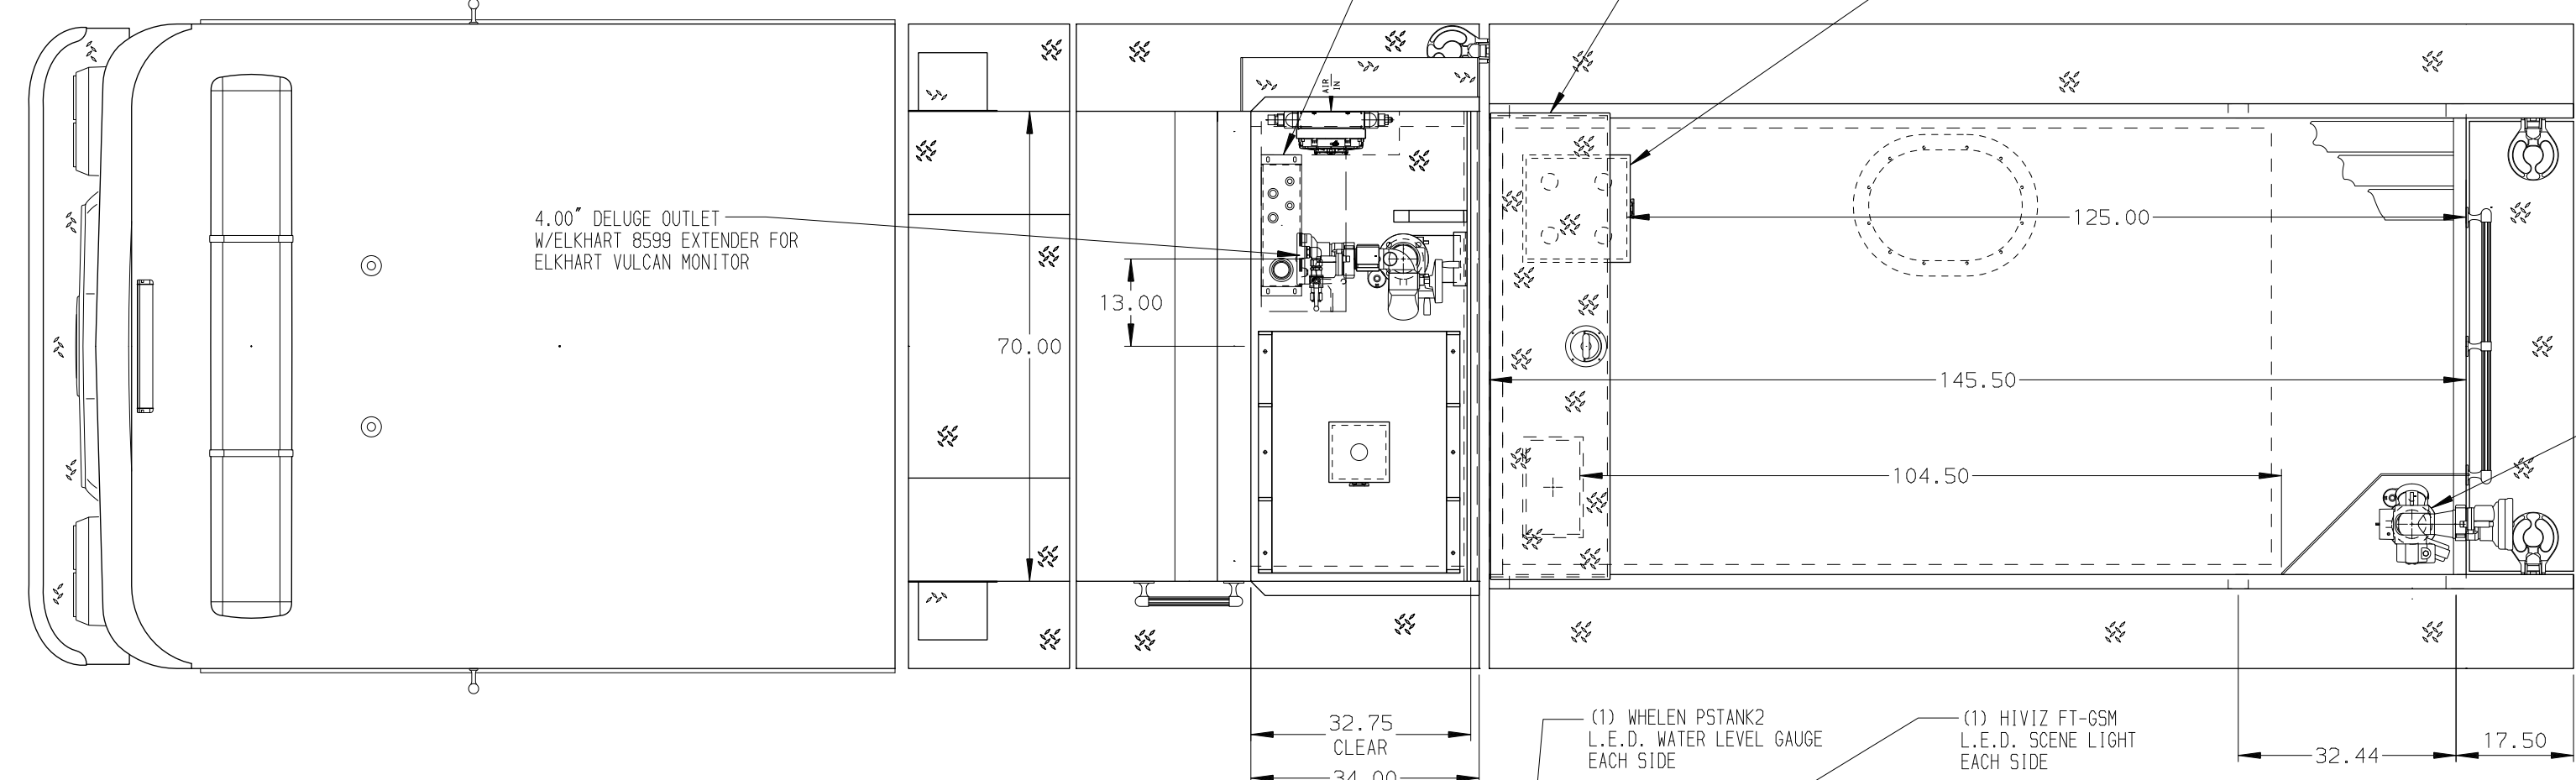 AIR
IN
4.00" DELUGE OUTLET
W/ELKHART 8599 EXTENDER FOR
ELKHART VULCAN MONITOR
125.00
13.00
70.00
145.50
104.50
32.75
CLEAR
34.00
(1) WHELEN PSTANK2
L.E.D. WATER LEVEL GAUGE
EACH SIDE
(1) HIVIZ FT-GSM
L.E.D. SCENE LIGHT
EACH SIDE
32.44
17.50